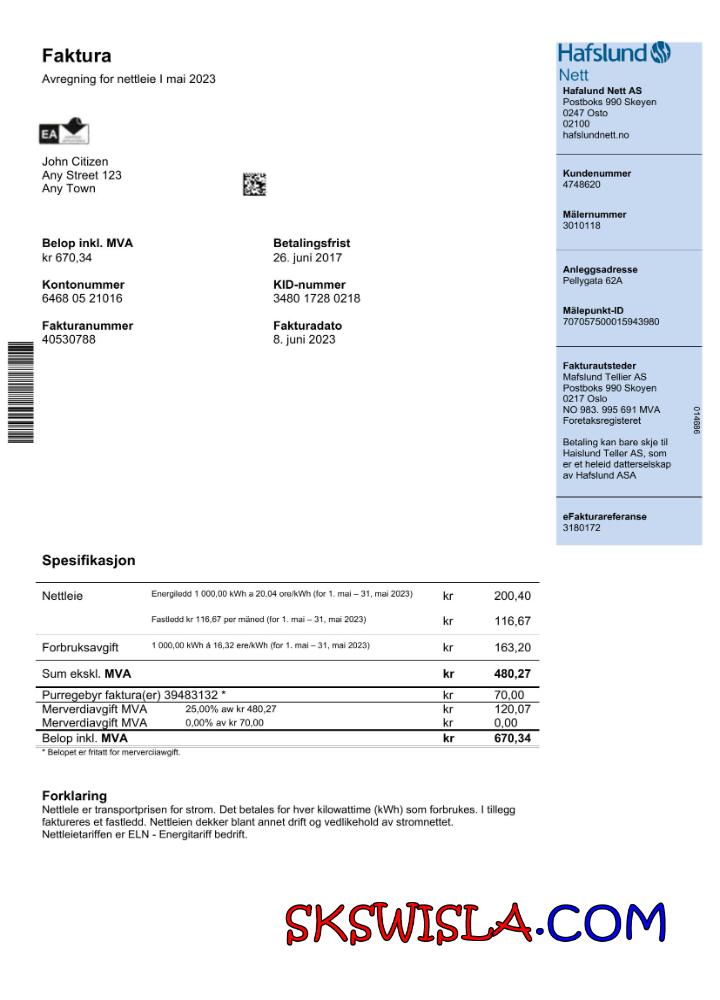 Faktura
Avregning for nettleie I mai 2023
EA
John Citizen
Any Street 123
Any Town
Belop inkl. MVA
kr 670,34
Betalingsfrist
26. juni 2017
Kontonummer
6468 05 21016
KID-nummer
3480 1728 0218
Fakturanummer
40530788
Fakturadato
8. juni 2023
Hafslund
Nett
Hafalund Nett AS
Postboks 990 Skeyen
0247 Osto
02100
hafslundnett.no
Kundenummer
4748620
Mälernummer
3010118
Anleggsadresse
Pellygata 62A
Mälepunkt-ID
707057500015943980
Fakturautsteder
Mafslund Tellier AS
Postboks 990 Skoyen
0217 Oslo
NO 983. 995 691 MVA
Foretaksregisteret
Betaling kan bare skje til
Haislund Teller AS, som
er et heleid datterselskap
av Hafslund ASA
014686
eFakturareferanse
3180172
Spesifikasjon
Nettleie Energiledd 1 000,00 kWh a 20,04 ore/kWh (for 1. mai – 31, mai 2023) kr 200,40
Fastledd kr 116,67 per måned (for 1. mai – 31, mai 2023) kr 116,67
Forbruksavgift 1 000,00 kWh á 16,32 ere/kWh (for 1. mai – 31, mai 2023) kr 163,20
Sum ekskl. MVA kr 480,27
Purregebyr faktura(er) 39483132 * kr 70,00
Merverdiavgift MVA 25,00% aw kr 480,27 kr 120,07
Merverdiavgift MVA 0,00% av kr 70,00 kr 0,00
Belop inkl. MVA kr 670,34
* Belopet er fritatt for merverciiawgift.
Forklaring
Nettlele er transportprisen for strom. Det betales for hver kilowattime (kWh) som forbrukes. I tillegg
faktureres et fastledd. Nettleien dekker blant annet drift og vedlikehold av stromnettet.
Nettleietariffen er ELN - Energitariff bedrift.
SKSWISLA.COM